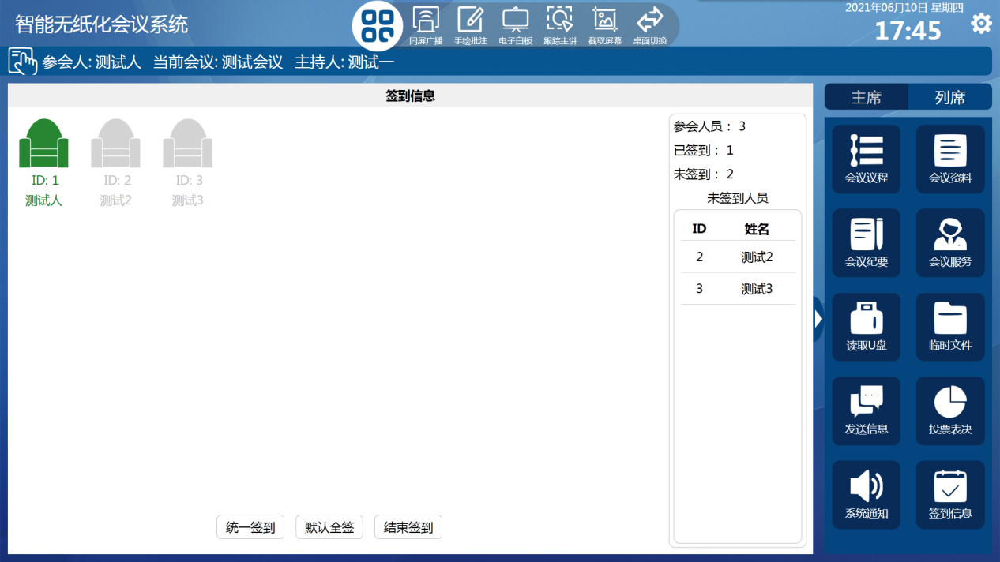 智能无纸化会议系统
同屏广播 手绘批注 电子白板 跟踪主讲 截取屏幕 桌面切换
2021年06月10日 星期四
17:45
参会人: 测试人 当前会议: 测试会议 主持人: 测试一
签到信息
主席 列席
ID: 1 ID: 2 ID: 3
测试人 测试2 测试3
参会人员： 3
已签到： 1
未签到： 2
未签到人员
ID 姓名
2 测试2
3 测试3
统一签到 默认全签 结束签到
会议议程 会议资料
会议纪要 会议服务
读取U盘 临时文件
发送信息 投票表决
系统通知 签到信息